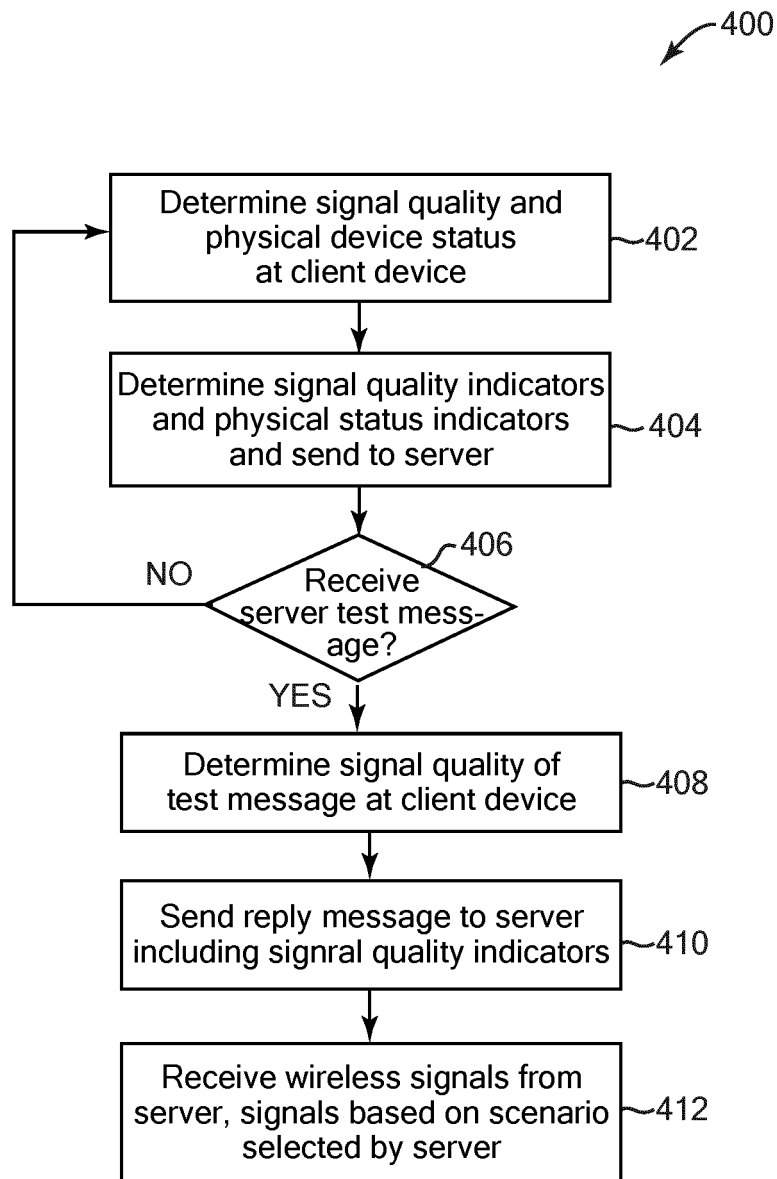 400
Determine signal quality and
physical device status
at client device
402
Determine signal quality indicators
and physical status indicators
and send to server
404
406
NO
Receive
server test mess-
age?
YES
Determine signal quality of
test message at client device
408
Send reply message to server
including signral quality indicators
410
Receive wireless signals from
server, signals based on scenario
selected by server
412